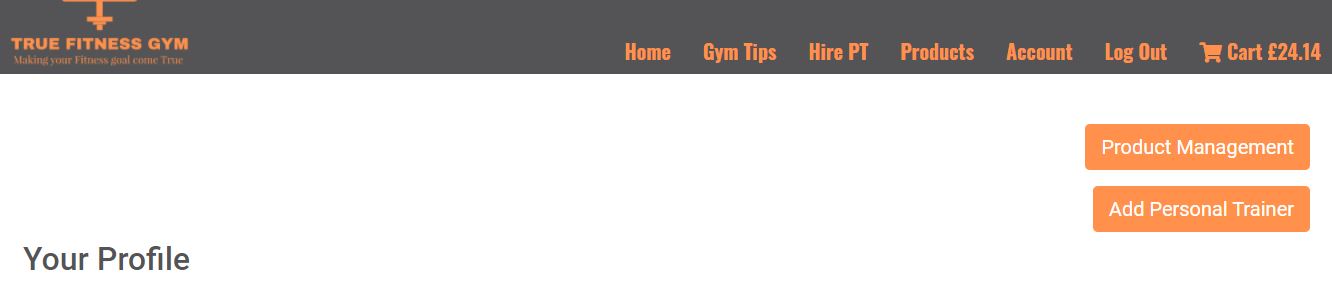 TRUE FITNESS GYM
Making your Fitness goal come True
Home Gym Tips Hire PT Products Account Log Out Cart £24.14
Product Management
Add Personal Trainer
Your Profile